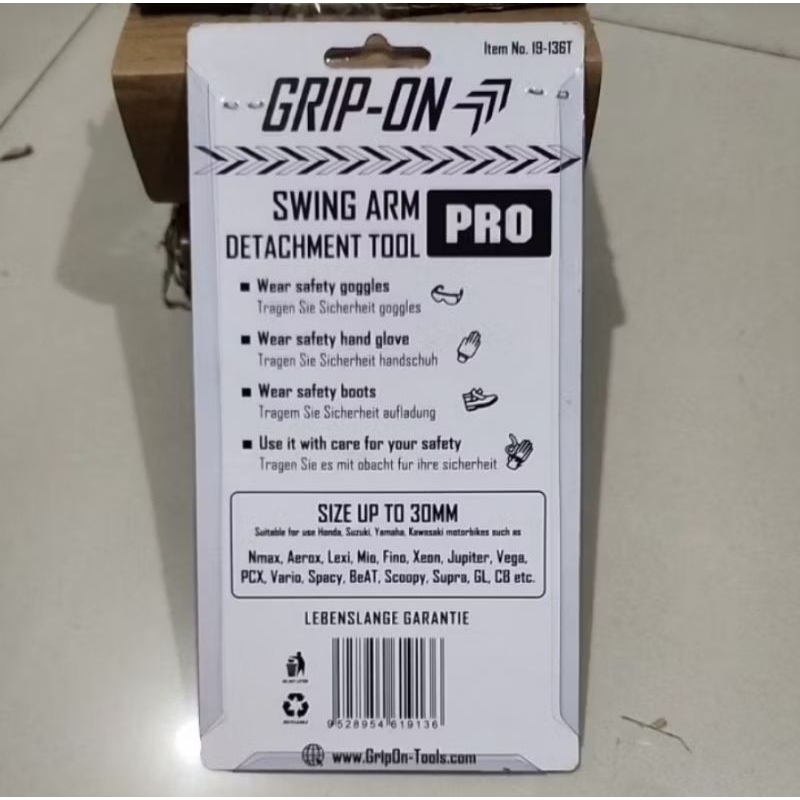 Item No. 19-136T
GRIP-ON
SWING ARM
DETACHMENT TOOL
PRO
Wear safety goggles
Tragen Sie Sicherheit goggles
Wear safety hand glove
Tragen Sie Sicherheit handschuh
Wear safety boots
Tragem Sie Sicherheit aufladung
Use it with care for your safety
Tragen Sie es mit obacht fur ihre sicherheit
SIZE UP TO 30MM
Suitable for use Honda, Suzuki, Yamaha, Kawasaki motorbikes such as
Nmax, Aerox, Lexi, Mio, Fino, Xeon, Jupiter, Vega,
PCX, Vario, Spacy, BeAT, Scoopy, Supra, GL, CB etc.
LEBENSLANGE GARANTIE
9 528954 619136
www.GripOn-Tools.com